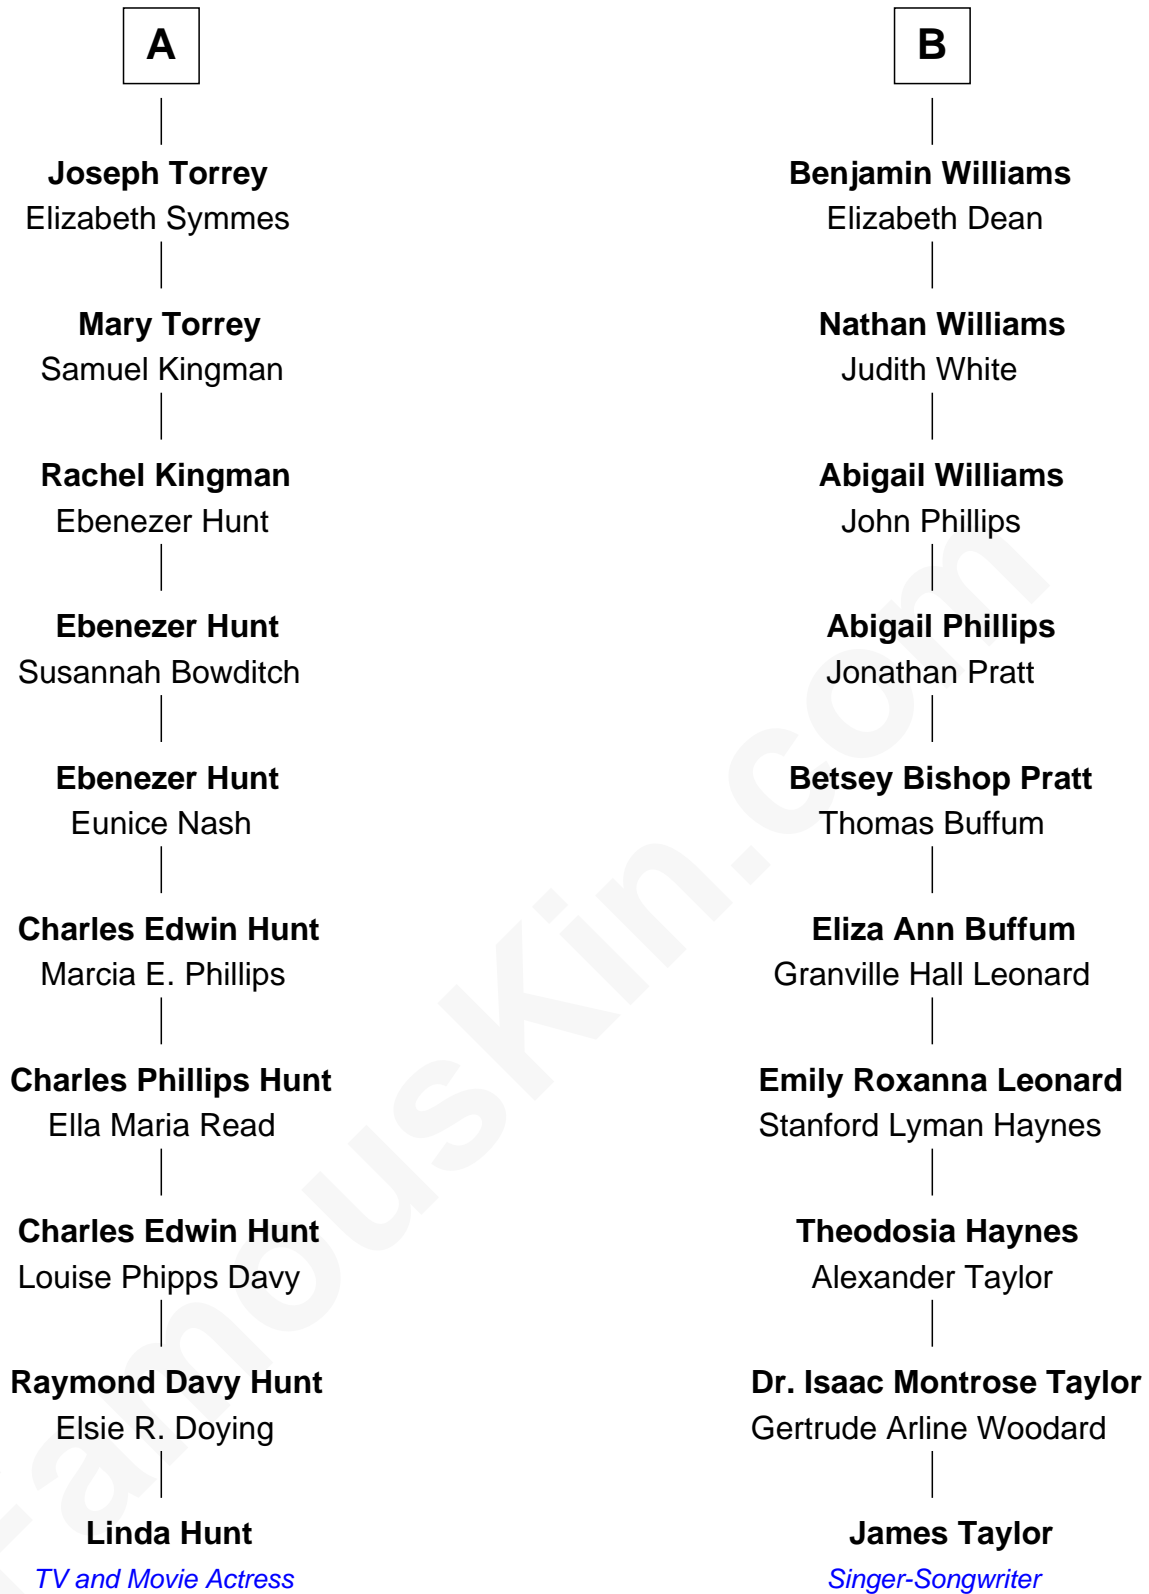 A
Joseph Torrey
Elizabeth Symmes
Mary Torrey
Samuel Kingman
Rachel Kingman
Ebenezer Hunt
Ebenezer Hunt
Susannah Bowditch
Ebenezer Hunt
Eunice Nash
Charles Edwin Hunt
Marcia E. Phillips
Charles Phillips Hunt
Ella Maria Read
Charles Edwin Hunt
Louise Phipps Davy
Raymond Davy Hunt
Elsie R. Doying
Linda Hunt
TV and Movie Actress
B
Benjamin Williams
Elizabeth Dean
Nathan Williams
Judith White
Abigail Williams
John Phillips
Abigail Phillips
Jonathan Pratt
Betsey Bishop Pratt
Thomas Buffum
Eliza Ann Buffum
Granville Hall Leonard
Emily Roxanna Leonard
Stanford Lyman Haynes
Theodosia Haynes
Alexander Taylor
Dr. Isaac Montrose Taylor
Gertrude Arline Woodard
James Taylor
Singer-Songwriter
FamousKin.com